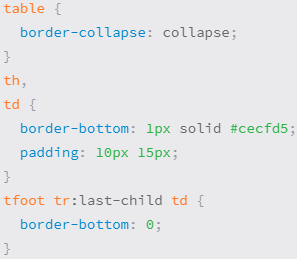 table {
  border-collapse: collapse;
}
th,
td {
  border-bottom: 1px solid #cecfd5;
  padding: 10px 15px;
}
tfoot tr:last-child td {
  border-bottom: 0;
}